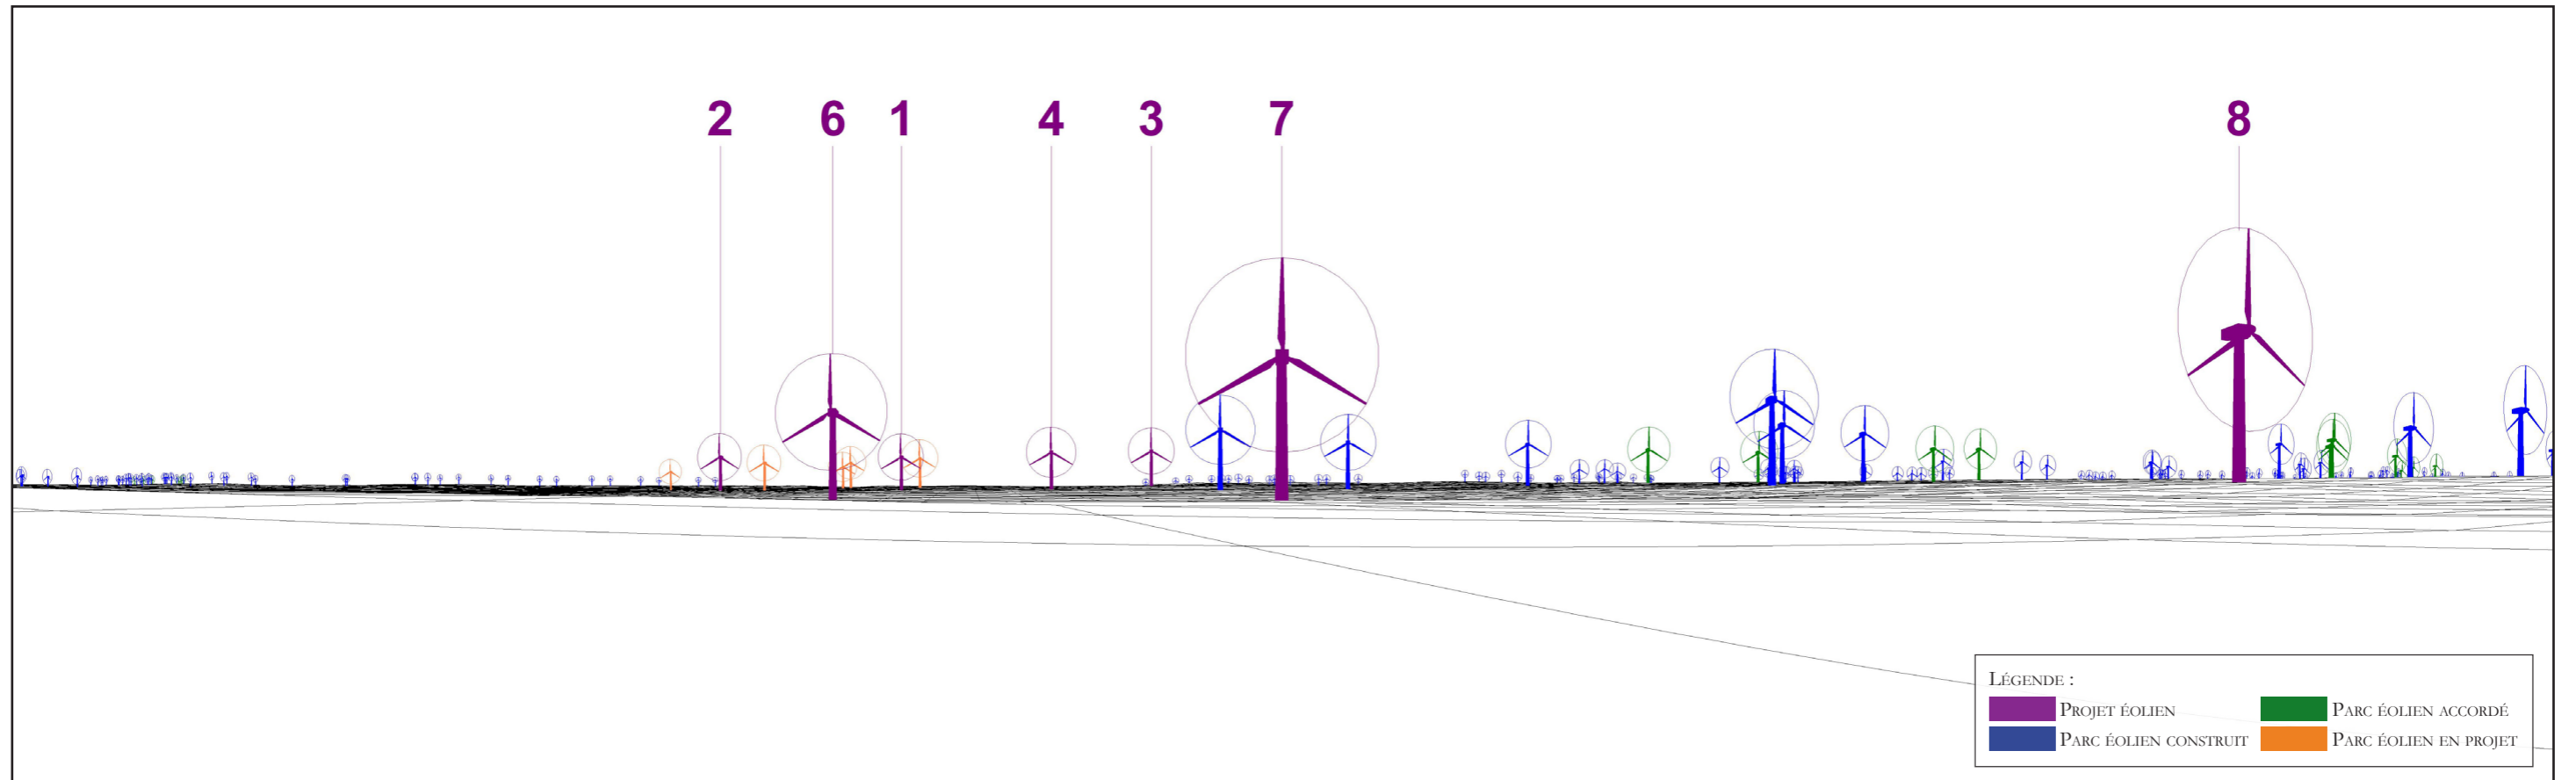 2 6 1 4 3 7 8
LÉGENDE :
PROJET ÉOLIEN PARC ÉOLIEN ACCORDÉ
PARC ÉOLIEN CONSTRUIT PARC ÉOLIEN EN PROJET